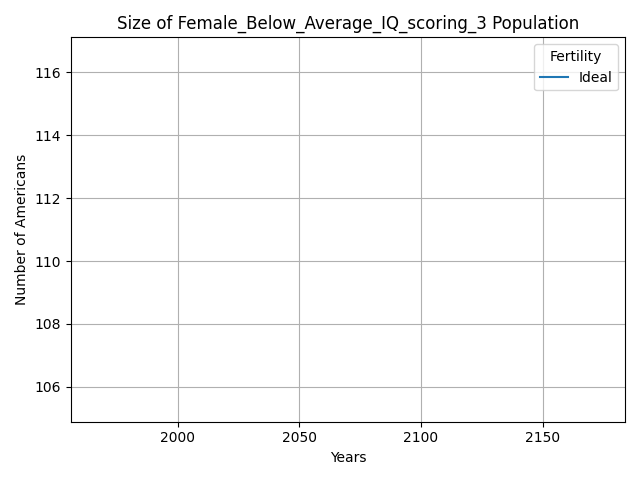 Size of Female_Below_Average_IQ_scoring_3 Population
Fertility
Ideal
116
114
112
110
108
106
Number of Americans
2000
2050
2100
2150
Years